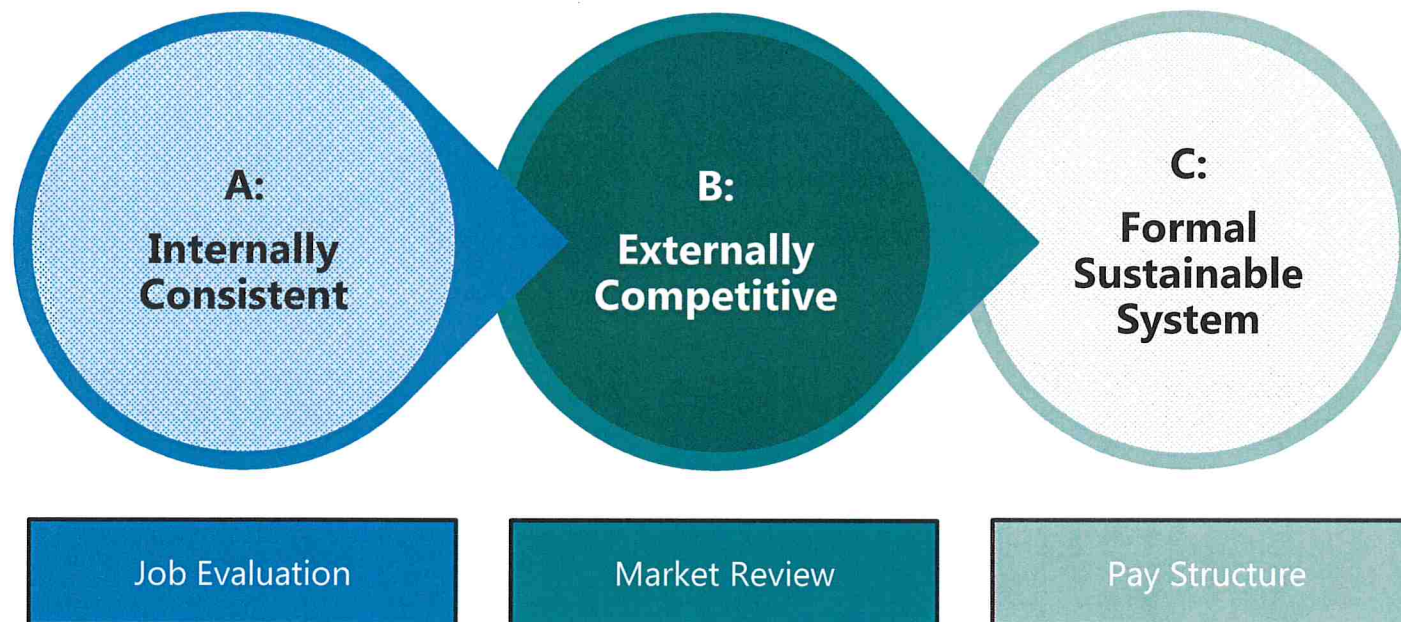 A:
Internally
Consistent
B:
Externally
Competitive
C:
Formal
Sustainable
System
Job Evaluation
Market Review
Pay Structure